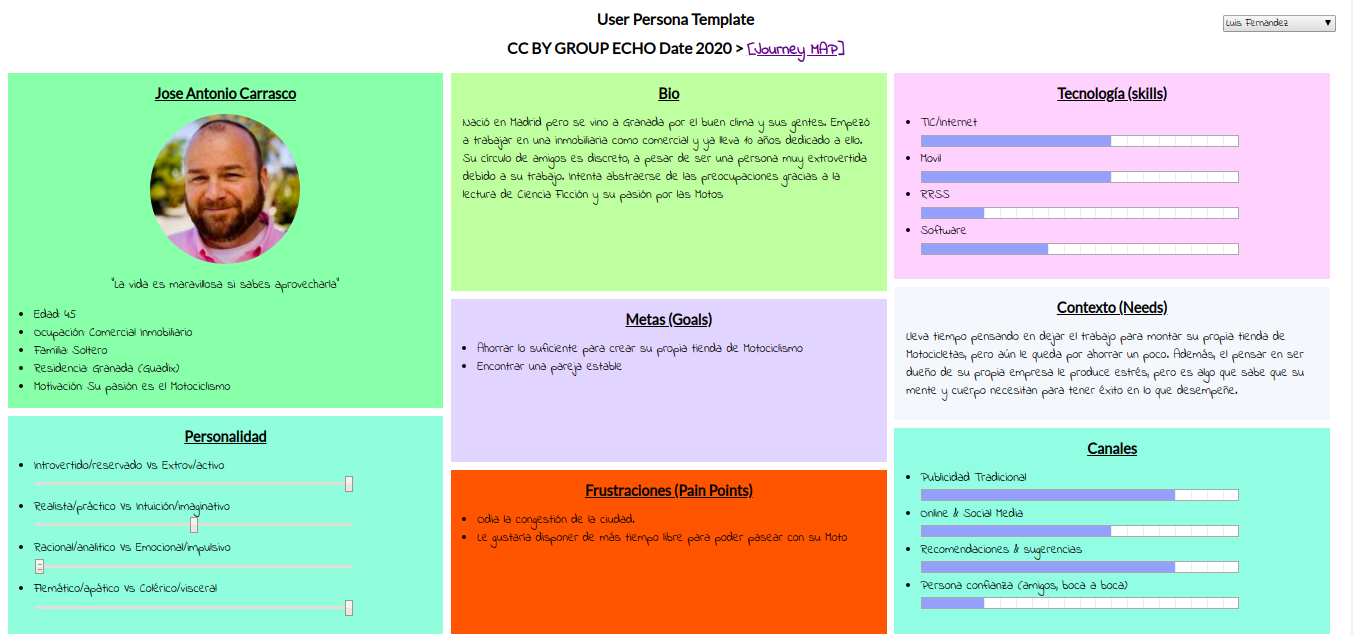 User Persona Template
Luis Fernández
CC BY GROUP ECHO Date 2020 > [Journey MAP]
Jose Antonio Carrasco
"La vida es maravillosa si sabes aprovecharla"
Edad: 45
Ocupación: Comercial Inmobiliario
Familia: Soltero
Residencia: Granada (Guadix)
Motivación: Su pasión es el Motociclismo
Personalidad
Introvertido/reservado Vs Extrov/activo
Realista/práctico Vs Intuición/imaginativo
Racional/analítico Vs Emocional/impulsivo
Flemático/apático Vs Colérico/visceral
Bio
Nació en Madrid pero se vino a Granada por el buen clima y sus gentes. Empezó
a trabajar en una inmobiliaria como comercial y ya lleva 10 años dedicado a ello.
Su círculo de amigos es discreto, a pesar de ser una persona muy extrovertida
debido a su trabajo. Intenta abstraerse de las preocupaciones gracias a la
lectura de Ciencia Ficción y su pasión por las Motos
Metas (Goals)
Ahorrar lo suficiente para crear su propia tienda de Motociclismo
Encontrar una pareja estable
Frustraciones (Pain Points)
Odia la congestión de la ciudad.
Le gustaría disponer de más tiempo libre para poder pasear con su Moto
Tecnología (skills)
TIC/Internet
Movil
RRSS
Software
Contexto (Needs)
Lleva tiempo pensando en dejar el trabajo para montar su propia tienda de
Motocicletas, pero aún le queda por ahorrar un poco. Además, el pensar en ser
dueño de su propia empresa le produce estrés, pero es algo que sabe que su
mente y cuerpo necesitan para tener éxito en lo que desempeñe.
Canales
Publicidad Tradicional
Online & Social Media
Recomendaciones & sugerencias
Persona confianza (amigos, boca a boca)